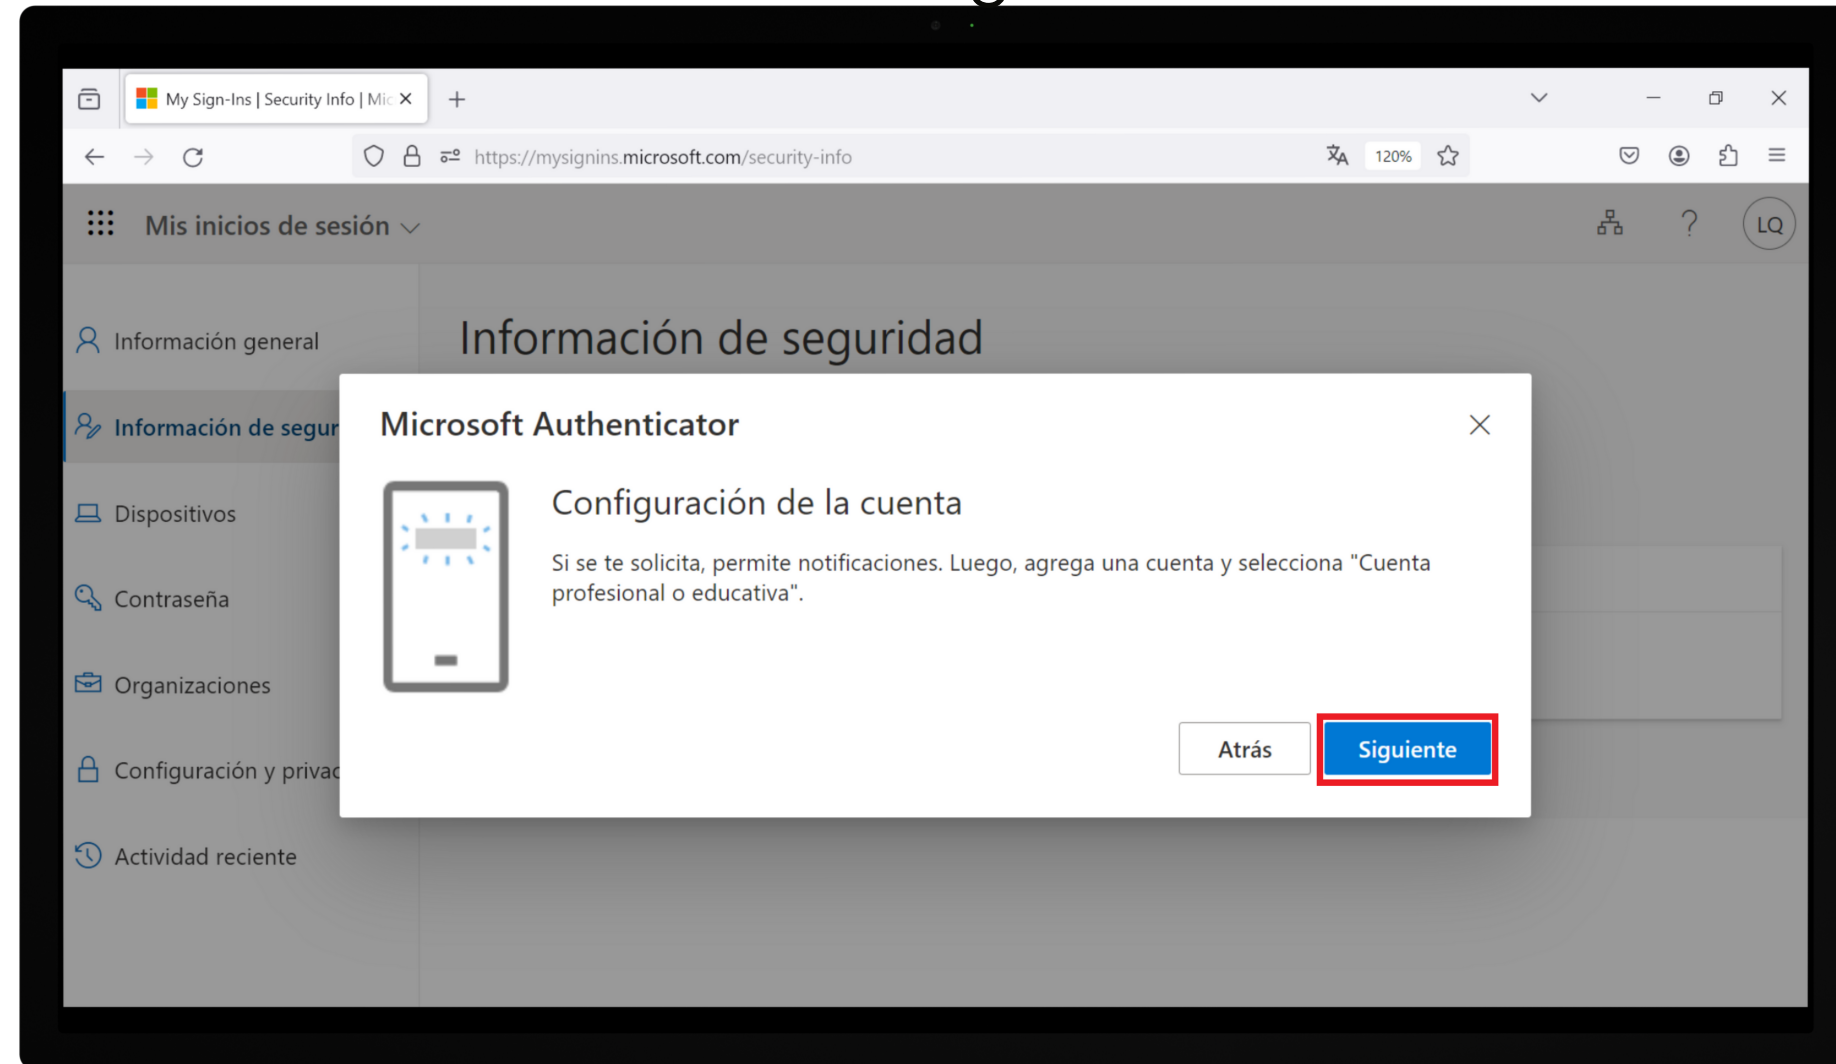 My Sign-Ins | Security Info | Mic
https://mysignins.microsoft.com/security-info
120%
Mis inicios de sesión
?
LQ
Información general
Información de segur
Dispositivos
Contraseña
Organizaciones
Configuración y privac
Actividad reciente
Información de seguridad
Microsoft Authenticator
Configuración de la cuenta
Si se te solicita, permite notificaciones. Luego, agrega una cuenta y selecciona "Cuenta
profesional o educativa".
Atrás
Siguiente